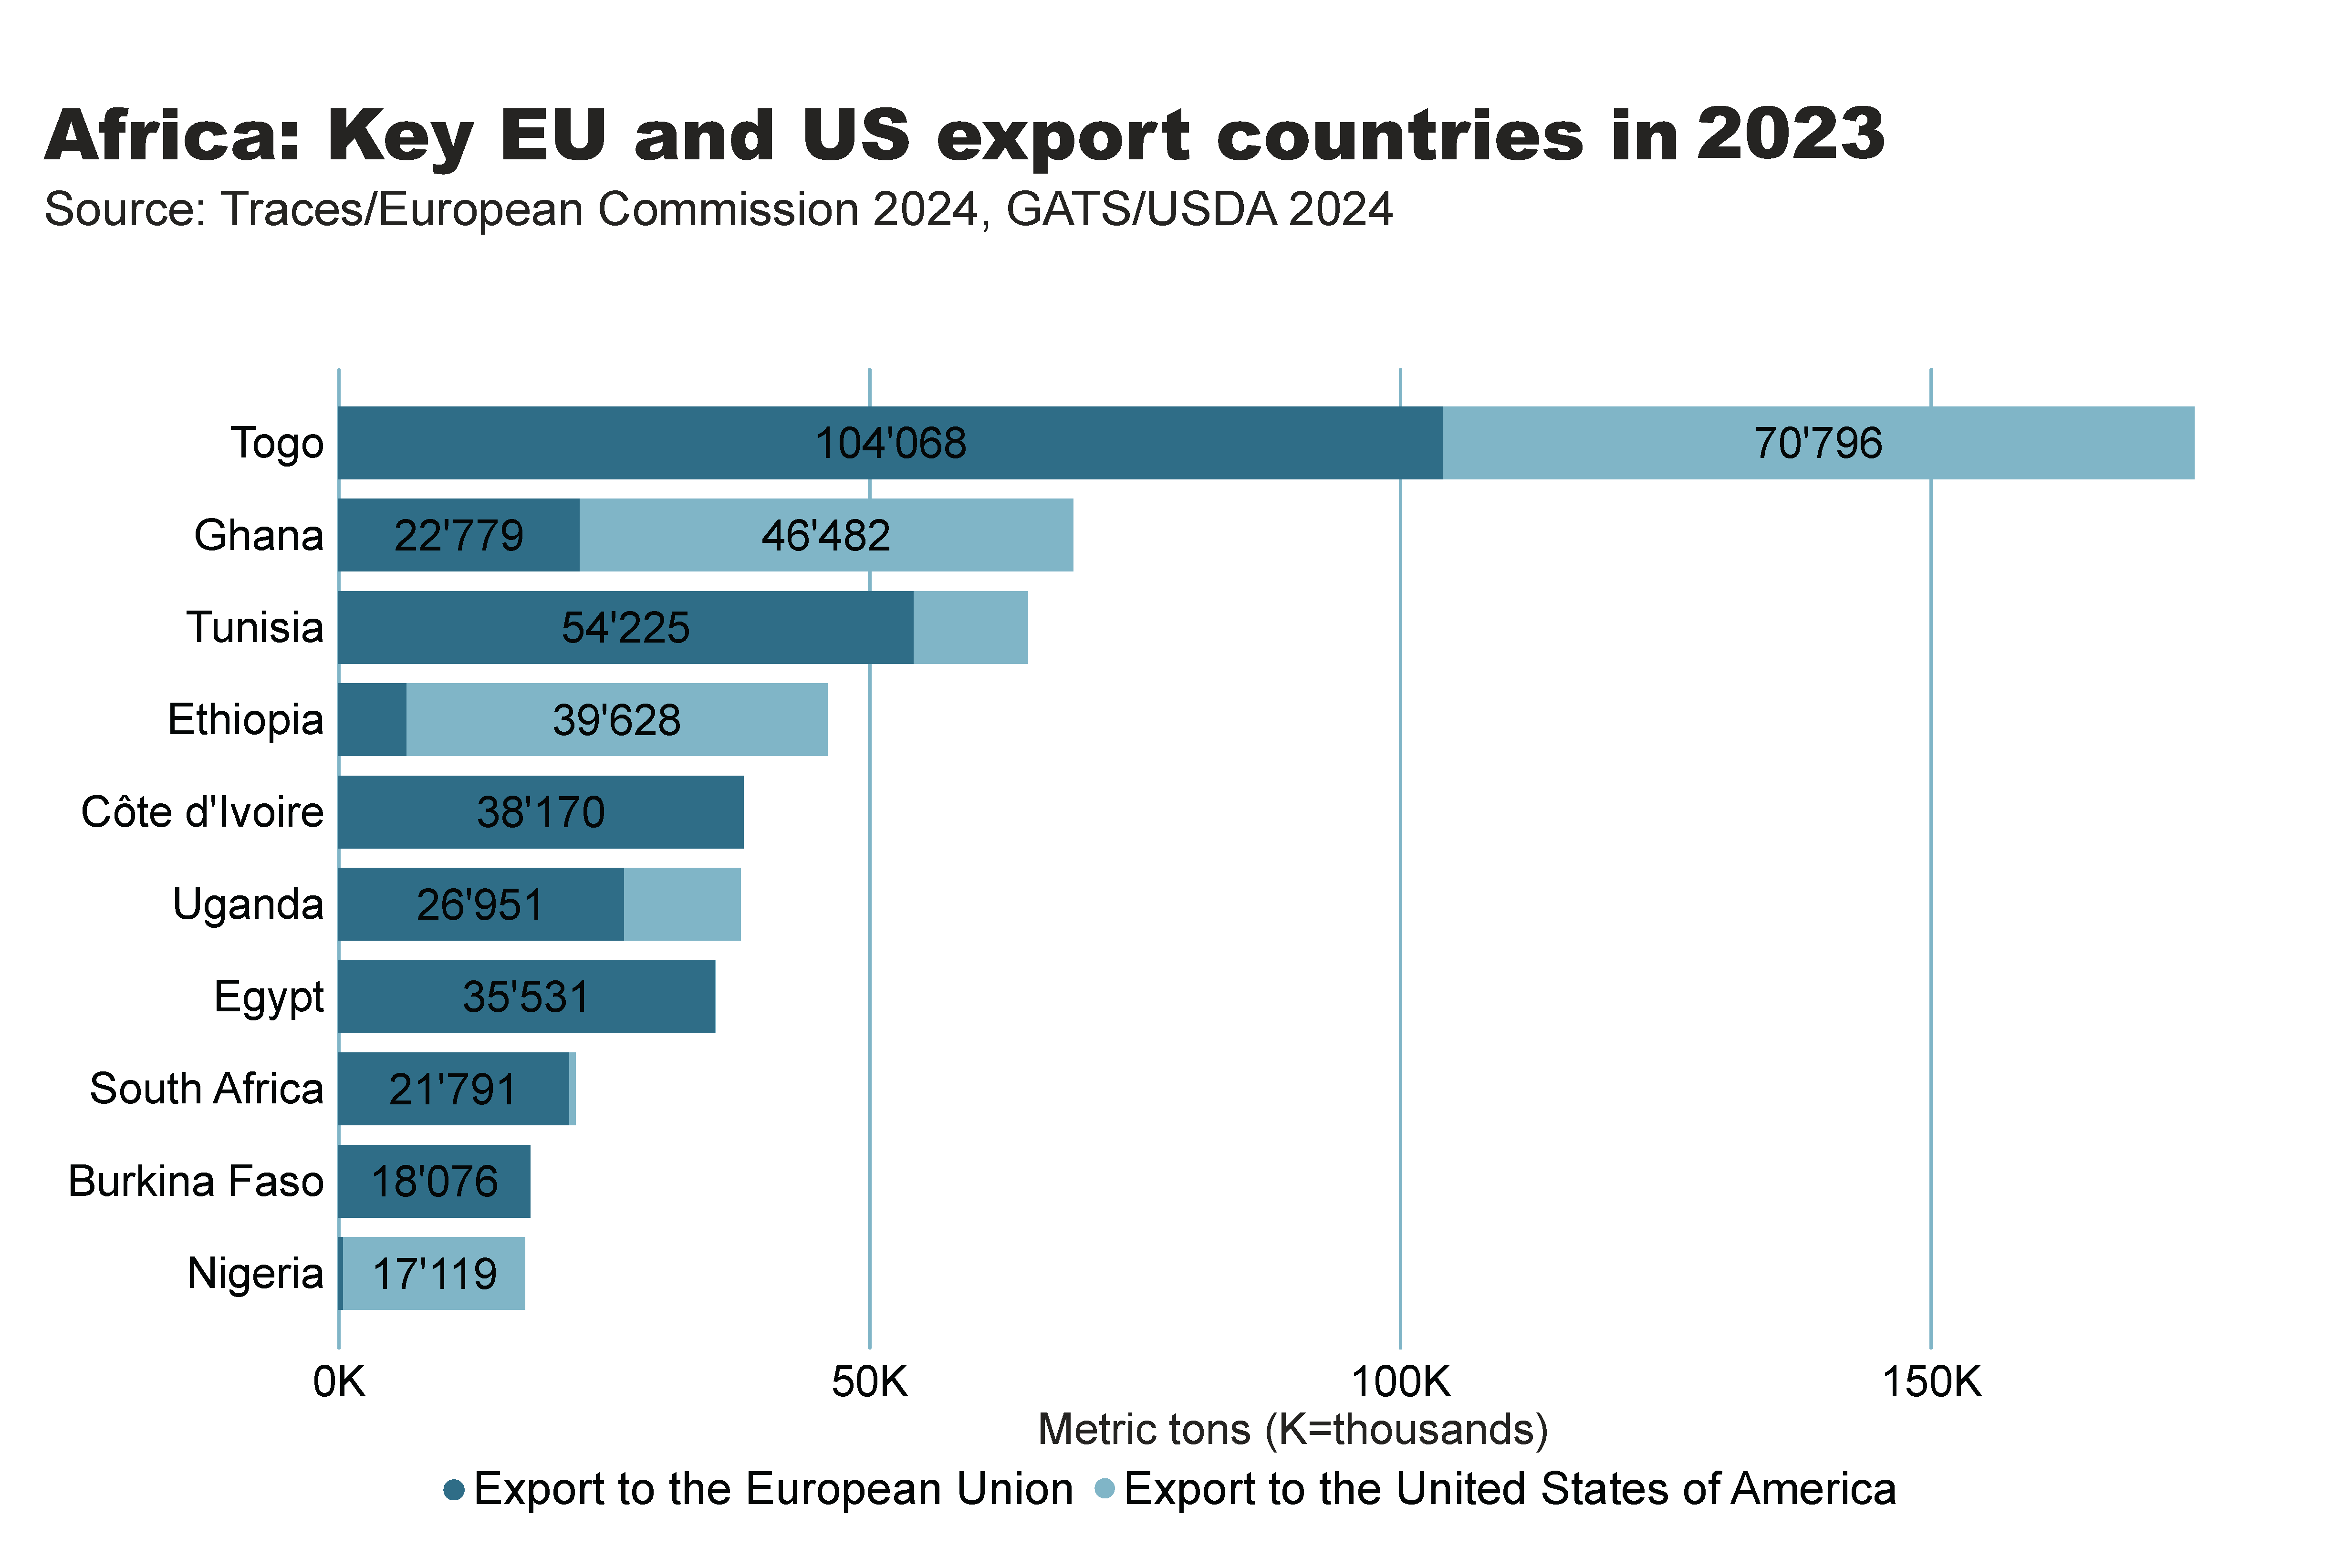 Africa: Key EU and US export countries in 2023
Source: Traces/European Commission 2024, GATS/USDA 2024
Togo 104'068 70'796
Ghana 22'779 46'482
Tunisia 54'225
Ethiopia 39'628
Côte d'Ivoire 38'170
Uganda 26'951
Egypt 35'531
South Africa 21'791
Burkina Faso 18'076
Nigeria 17'119
0K 50K 100K 150K
Metric tons (K=thousands)
Export to the European Union Export to the United States of America